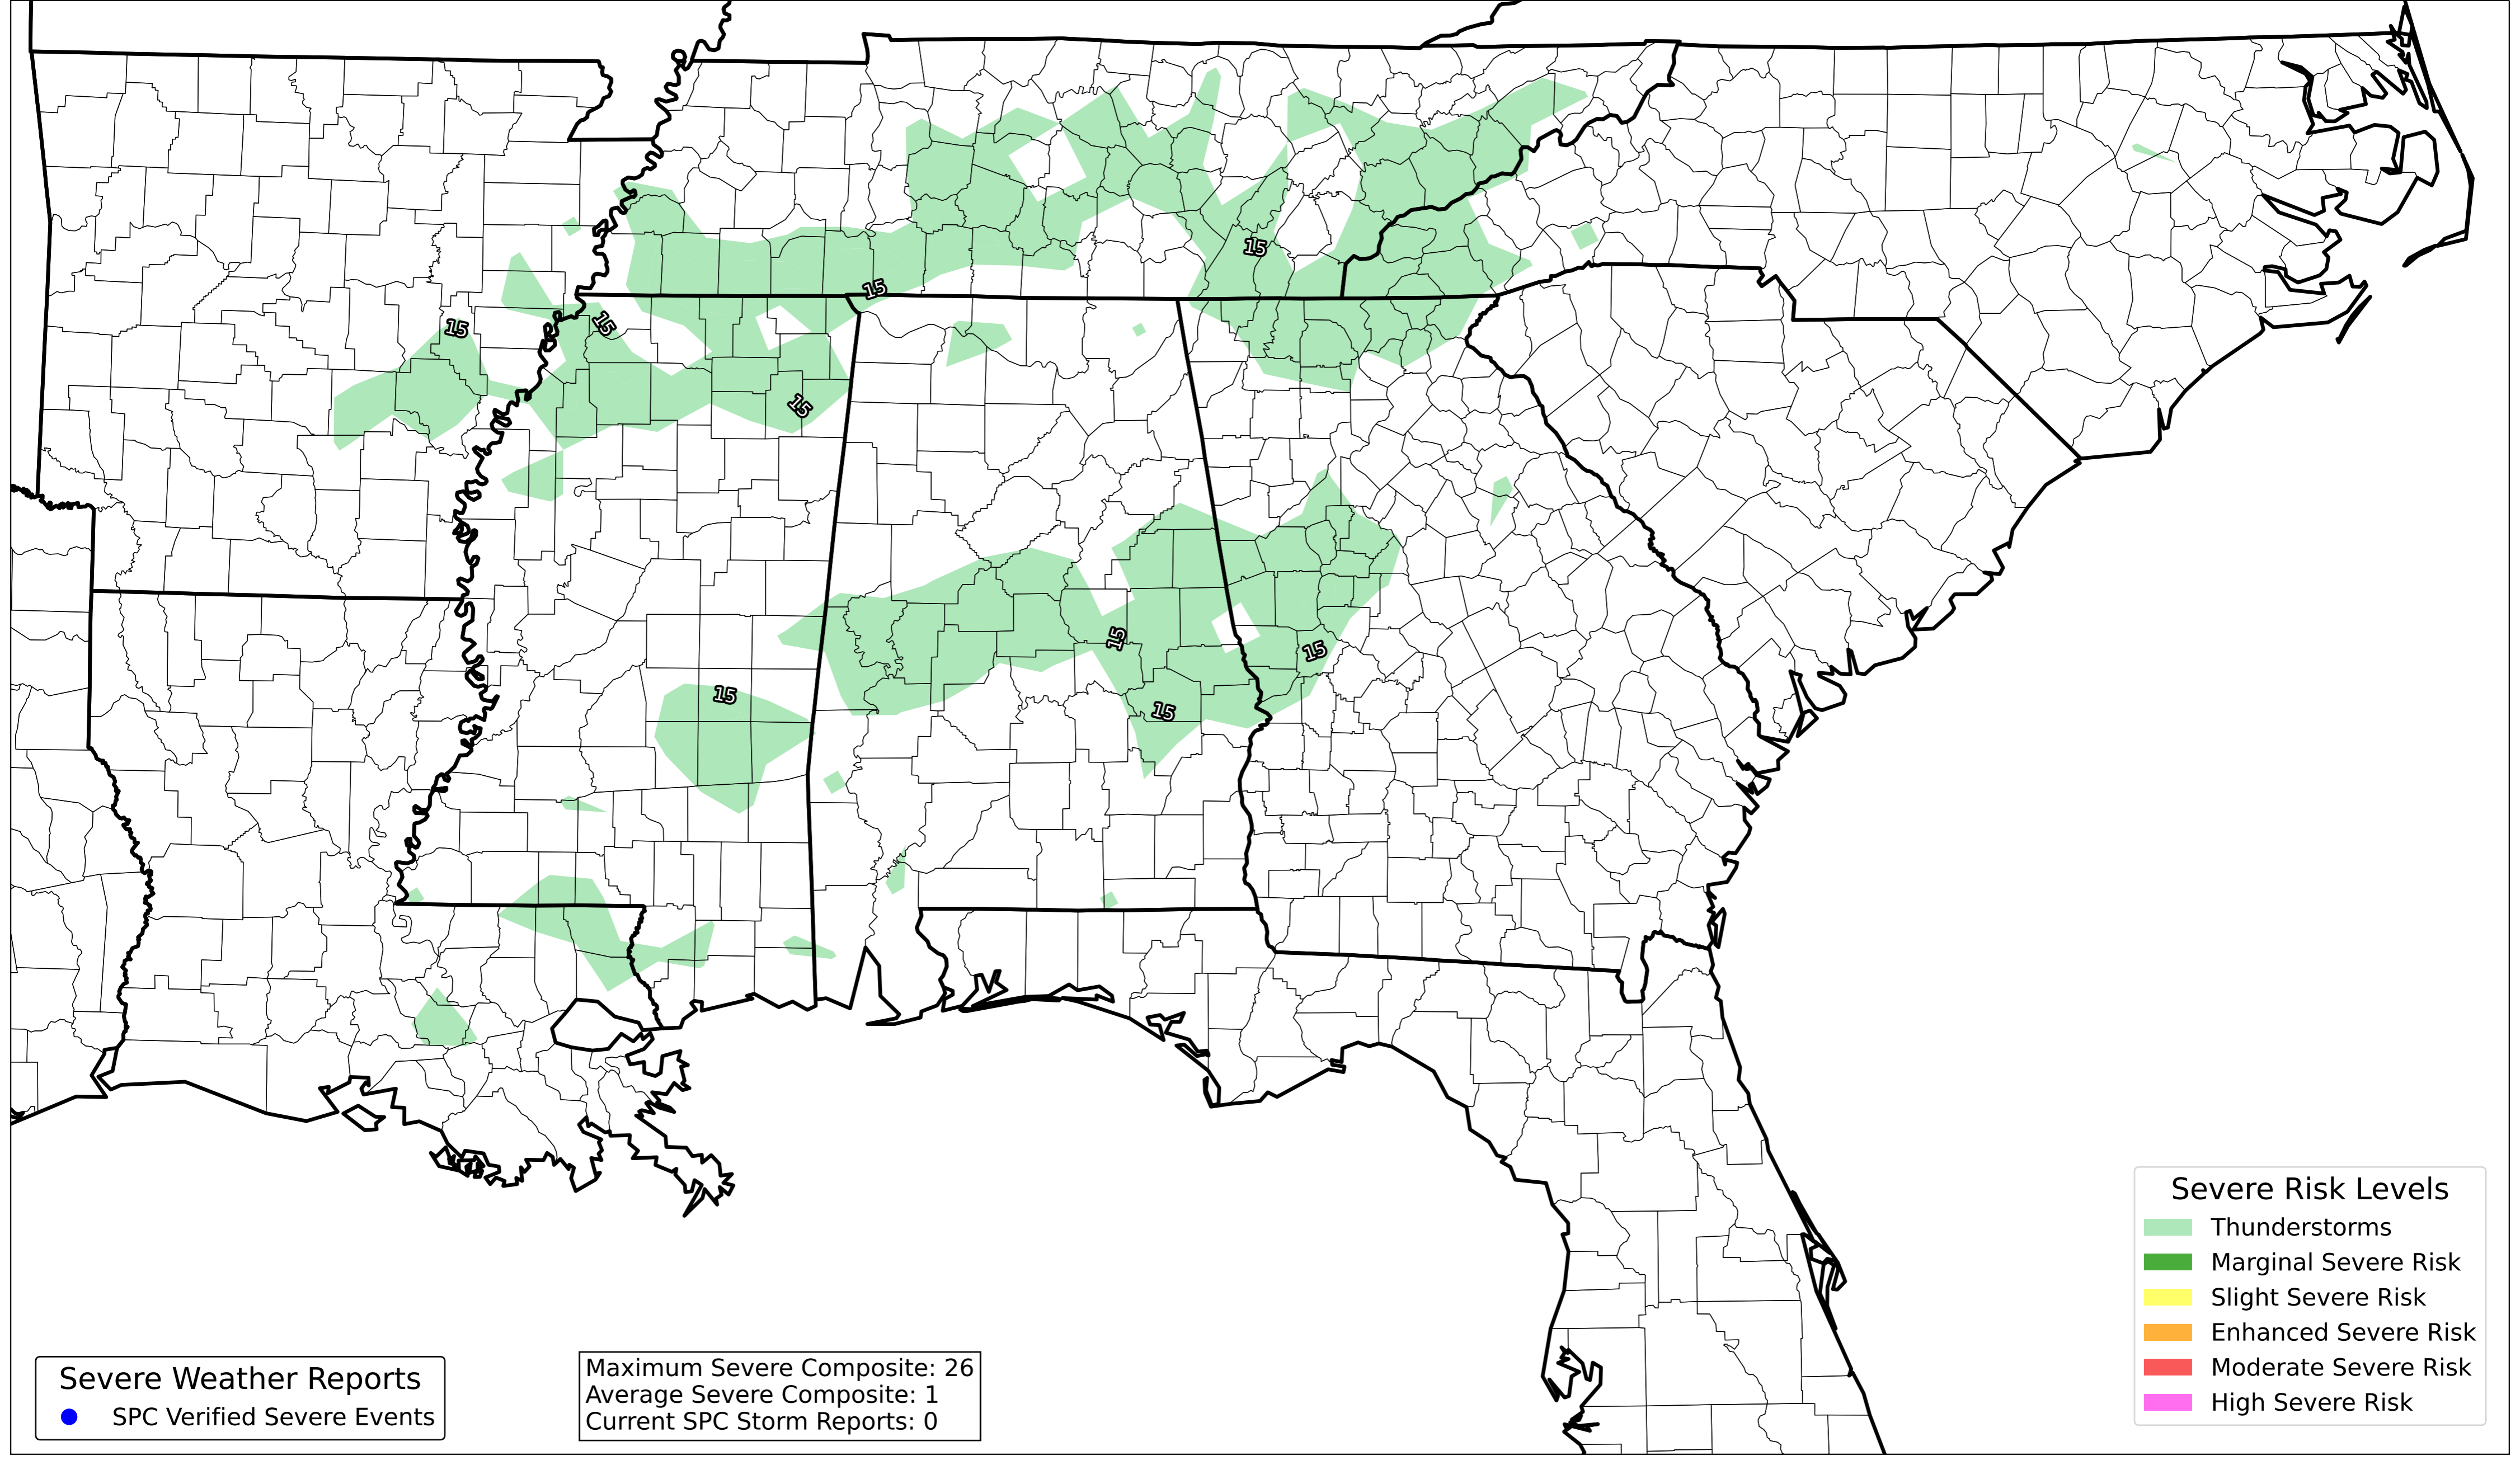 15
15
15
15
15
15
15
15
15
Severe Risk Levels
Thunderstorms
Marginal Severe Risk
Slight Severe Risk
Enhanced Severe Risk
Moderate Severe Risk
High Severe Risk
Severe Weather Reports
SPC Verified Severe Events
Maximum Severe Composite: 26
Average Severe Composite: 1
Current SPC Storm Reports: 0